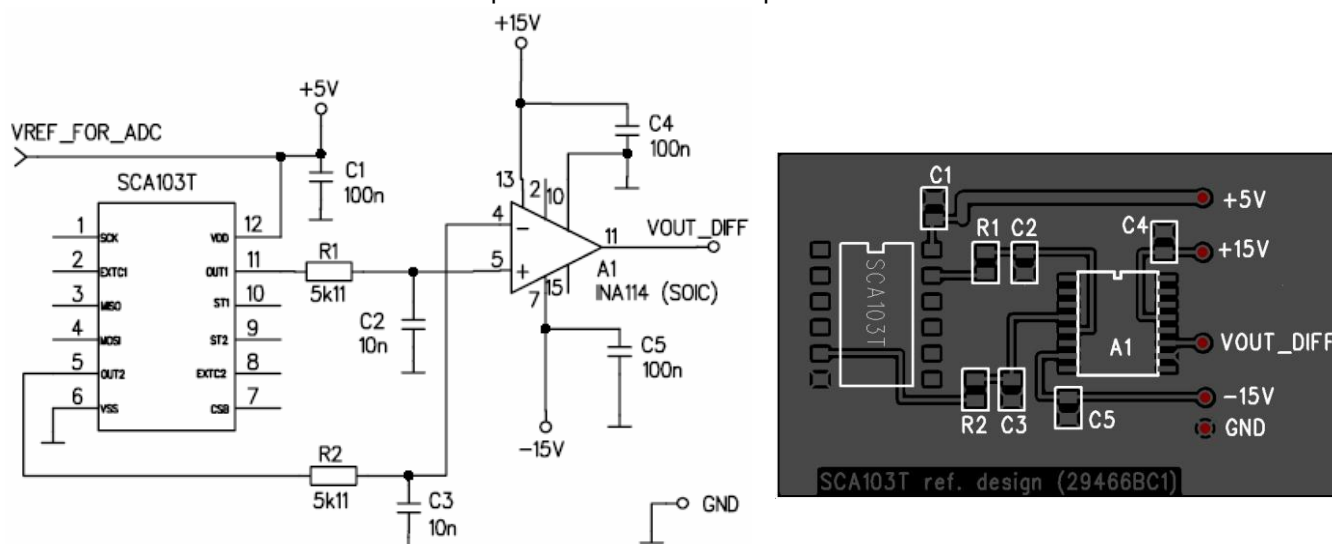 +15V
+5V
VREF_FOR_ADC
C4
100n
C1
100n
SCA103T
13
2
10
1
SCK
VDD
12
4
VOUT_DIFF
2
EXTC1
OUT1
11
R1
5k11
5
11
A1
INA114 (SOIC)
3
MISO
ST1
10
7
15
4
MOSI
ST2
9
C2
10n
C5
100n
5
OUT2
EXTC2
8
6
VSS
CSB
7
-15V
R2
5k11
C3
10n
GND
C1
+5V
R1
C2
C4
+15V
SCA103T
A1
VOUT_DIFF
-15V
R2
C3
C5
GND
SCA103T ref. design (29466BC1)